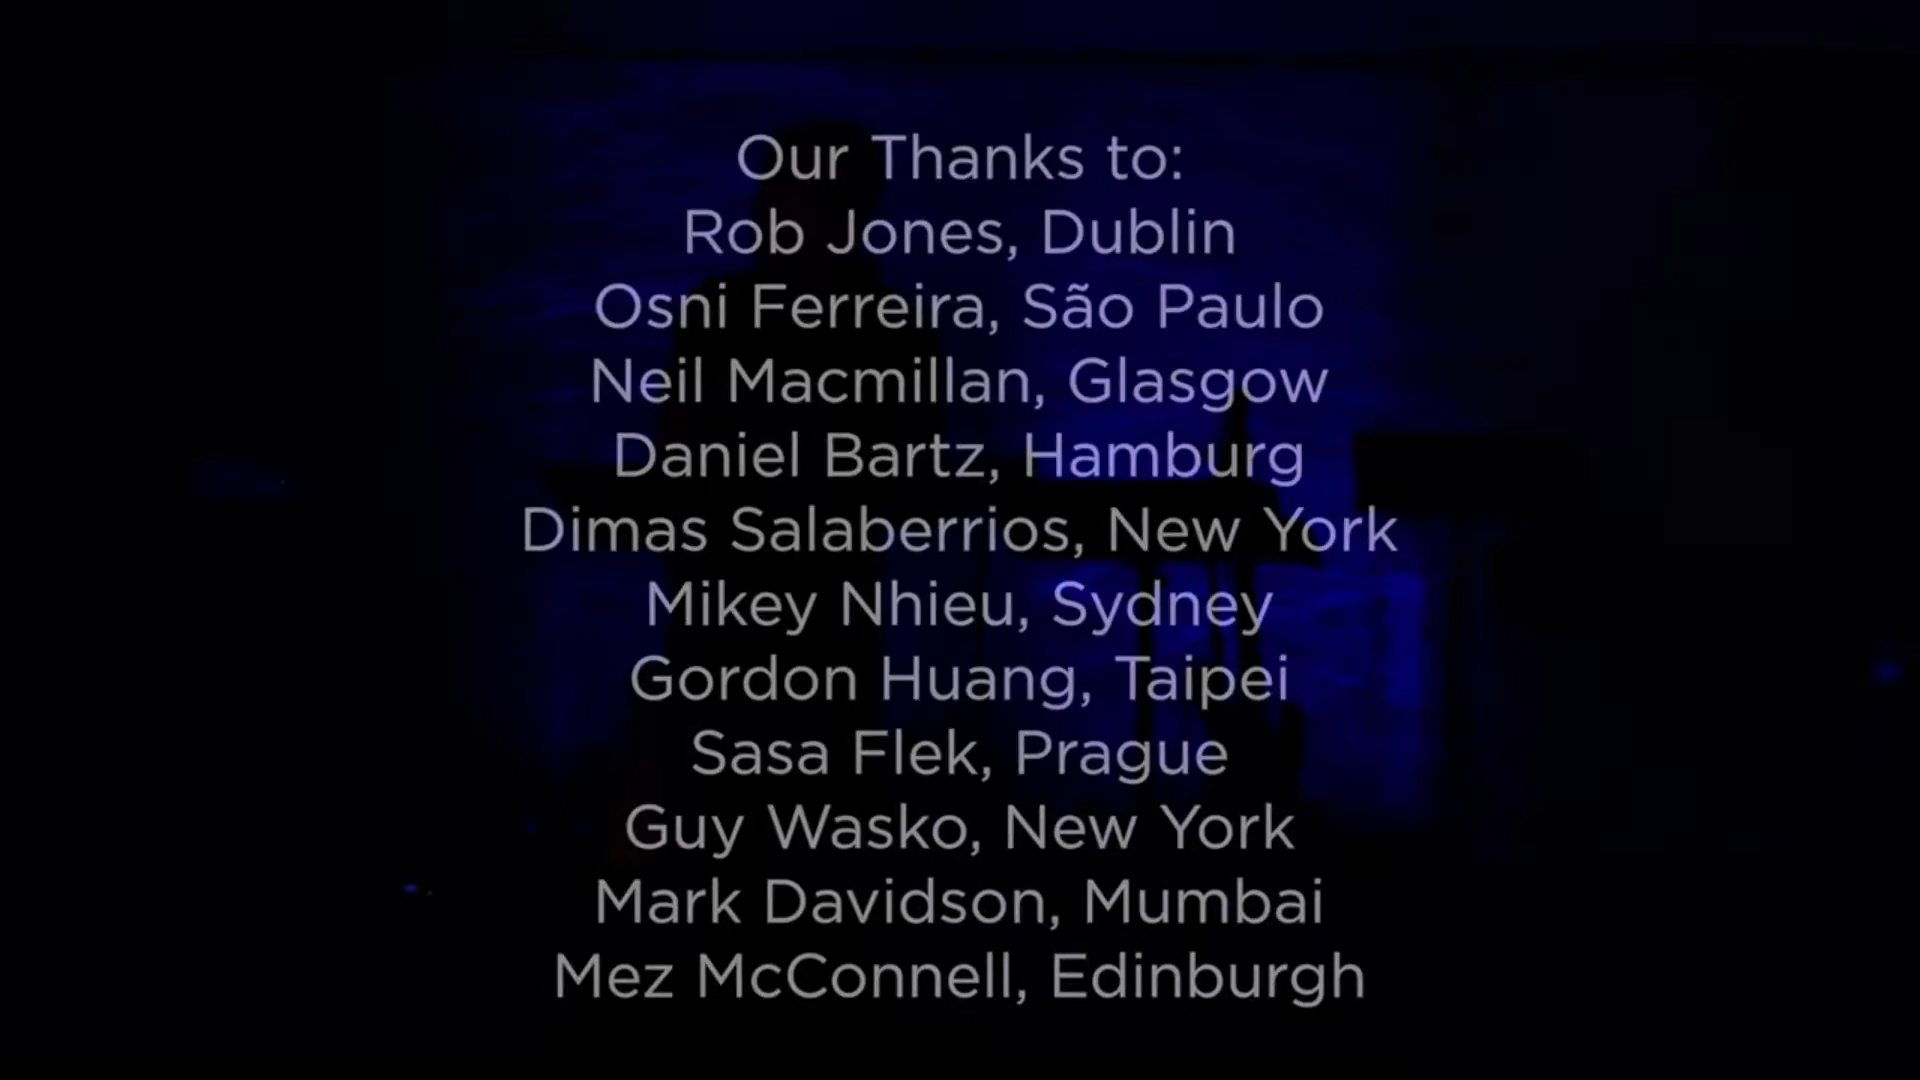 Our Thanks to:
Rob Jones, Dublin
Osni Ferreira, São Paulo
Neil Macmillan, Glasgow
Daniel Bartz, Hamburg
Dimas Salaberrios, New York
Mikey Nhieu, Sydney
Gordon Huang, Taipei
Sasa Flek, Prague
Guy Wasko, New York
Mark Davidson, Mumbai
Mez McConnell, Edinburgh